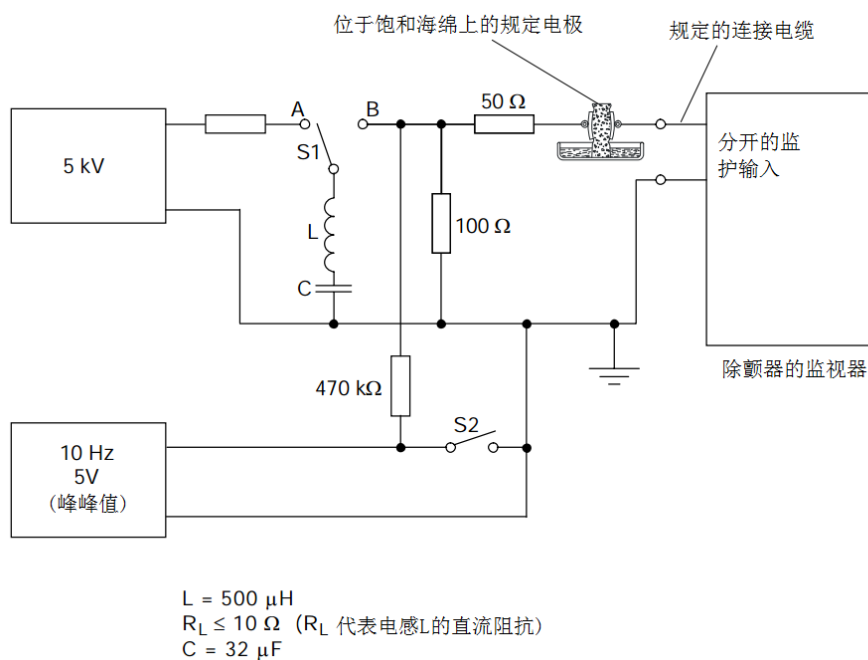 位于饱和海绵上的规定电极
规定的连接电缆
5 kV
A
B
S1
50 Ω
分开的监
护输入
L
100 Ω
C
除颤器的监视器
470 kΩ
S2
10 Hz
5V
（峰峰值）
L = 500 μH
R_L ≤ 10 Ω (R_L 代表电感L的直流阻抗)
C = 32 μF